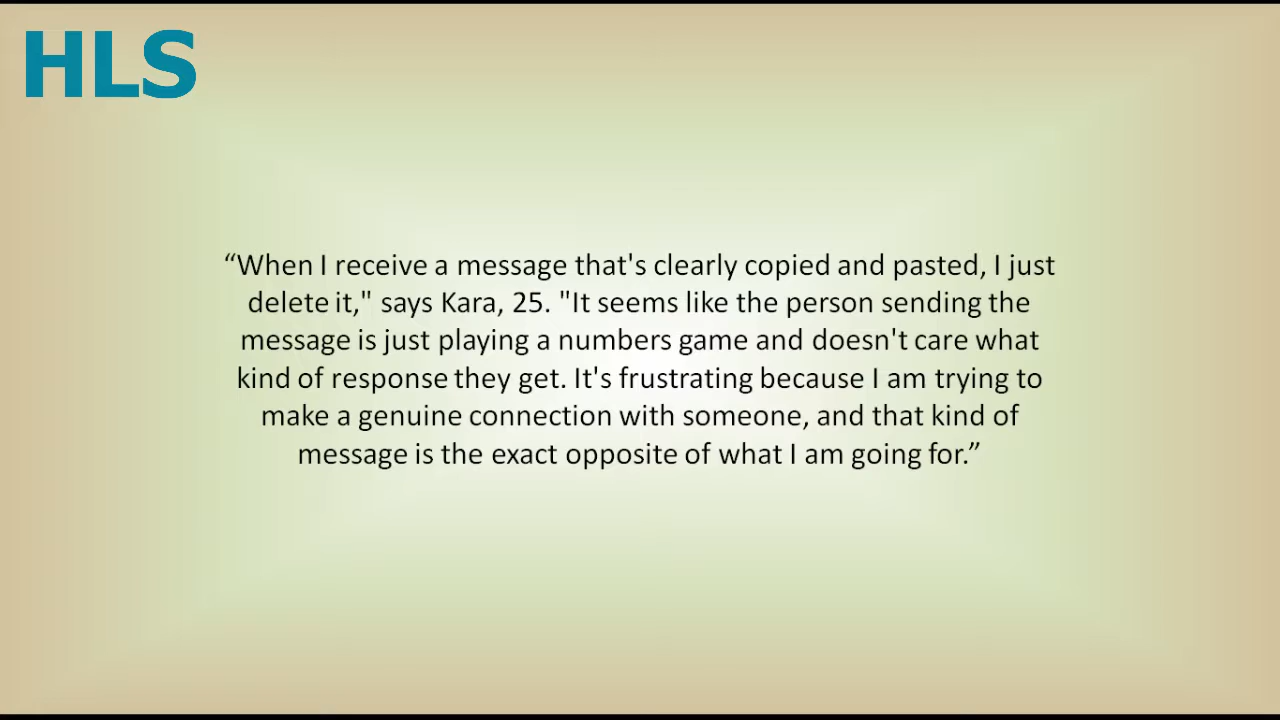 HLS
“When I receive a message that's clearly copied and pasted, I just
delete it," says Kara, 25. "It seems like the person sending the
message is just playing a numbers game and doesn't care what
kind of response they get. It's frustrating because I am trying to
make a genuine connection with someone, and that kind of
message is the exact opposite of what I am going for.”